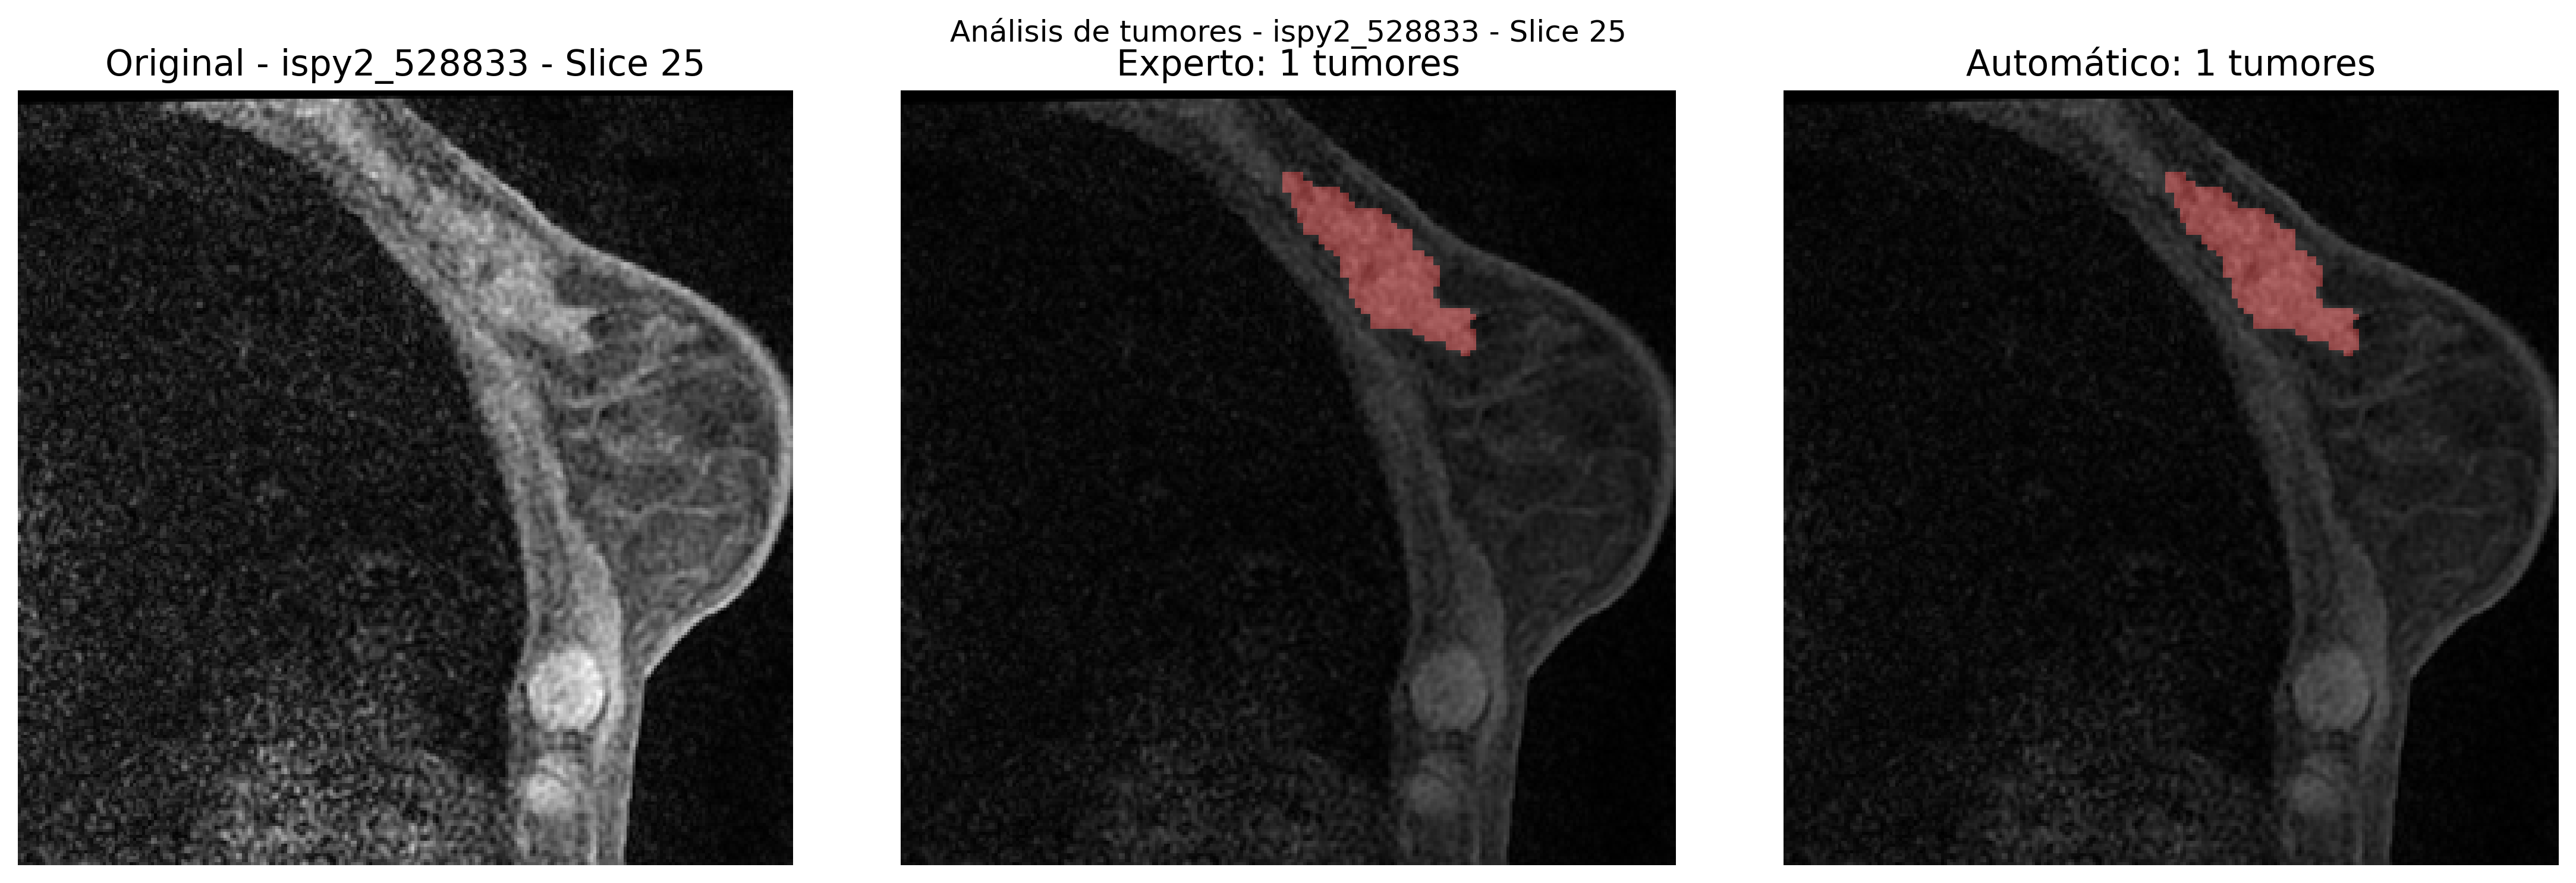 Análisis de tumores - ispy2_528833 - Slice 25
Original - ispy2_528833 - Slice 25
Experto: 1 tumores
Automático: 1 tumores